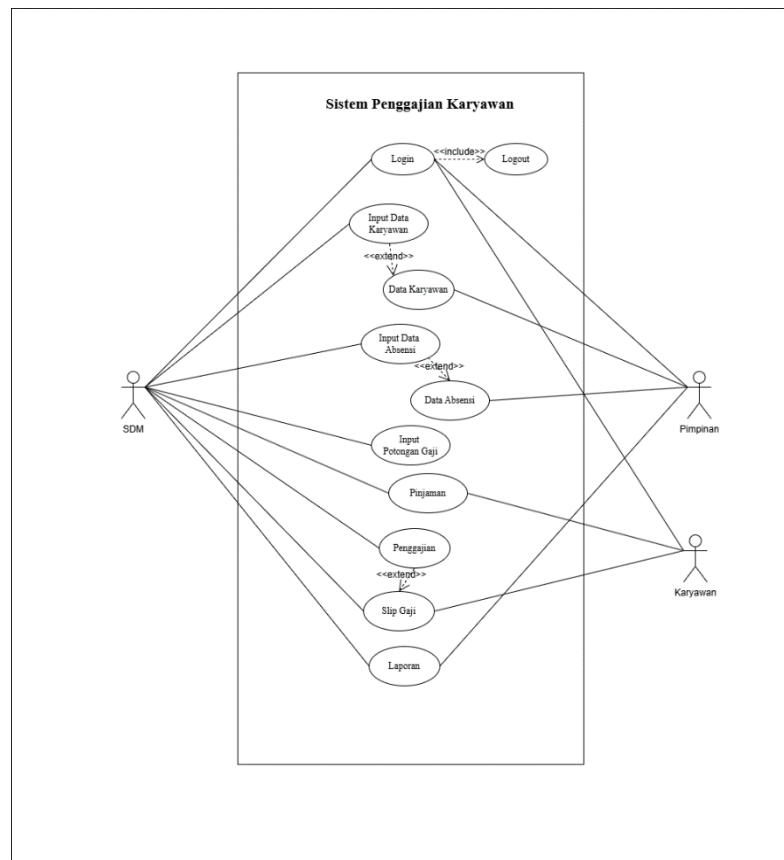 Sistem Penggajian Karyawan
<<include>>
Login
Logout
Input Data
Karyawan
<<extend>>
Data Karyawan
Input Data
Absensi
<<extend>>
Data Absensi
SDM
Pimpinan
Input
Potongan Gaji
Pinjaman
Penggajian
<<extend>>
Karyawan
Slip Gaji
Laporan